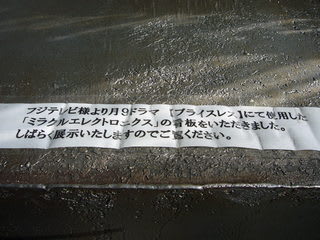 フジテレビ様より月9ドラマ 【プライスレス】にて使用した
「ミラクルエレクトロニクス」の看板をいただきました。
しばらく展示いたしますのでご覧ください。